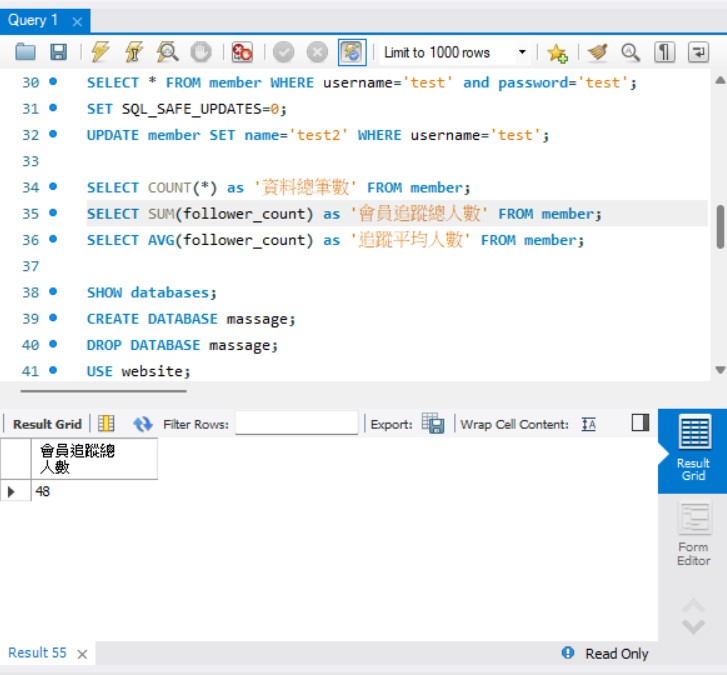 Query 1
Limit to 1000 rows
30 SELECT * FROM member WHERE username='test' and password='test';
31 SET SQL_SAFE_UPDATES=0;
32 UPDATE member SET name='test2' WHERE username='test';
33
34 SELECT COUNT(*) as '資料總筆數' FROM member;
35 SELECT SUM(follower_count) as '會員追蹤總人數' FROM member;
36 SELECT AVG(follower_count) as '追蹤平均人數' FROM member;
37
38 SHOW databases;
39 CREATE DATABASE massage;
40 DROP DATABASE massage;
41 USE website;
Result Grid Filter Rows: Export: Wrap Cell Content: IA
會員追蹤總
人數
48
Result
Grid
Form
Editor
Result 55 Read Only